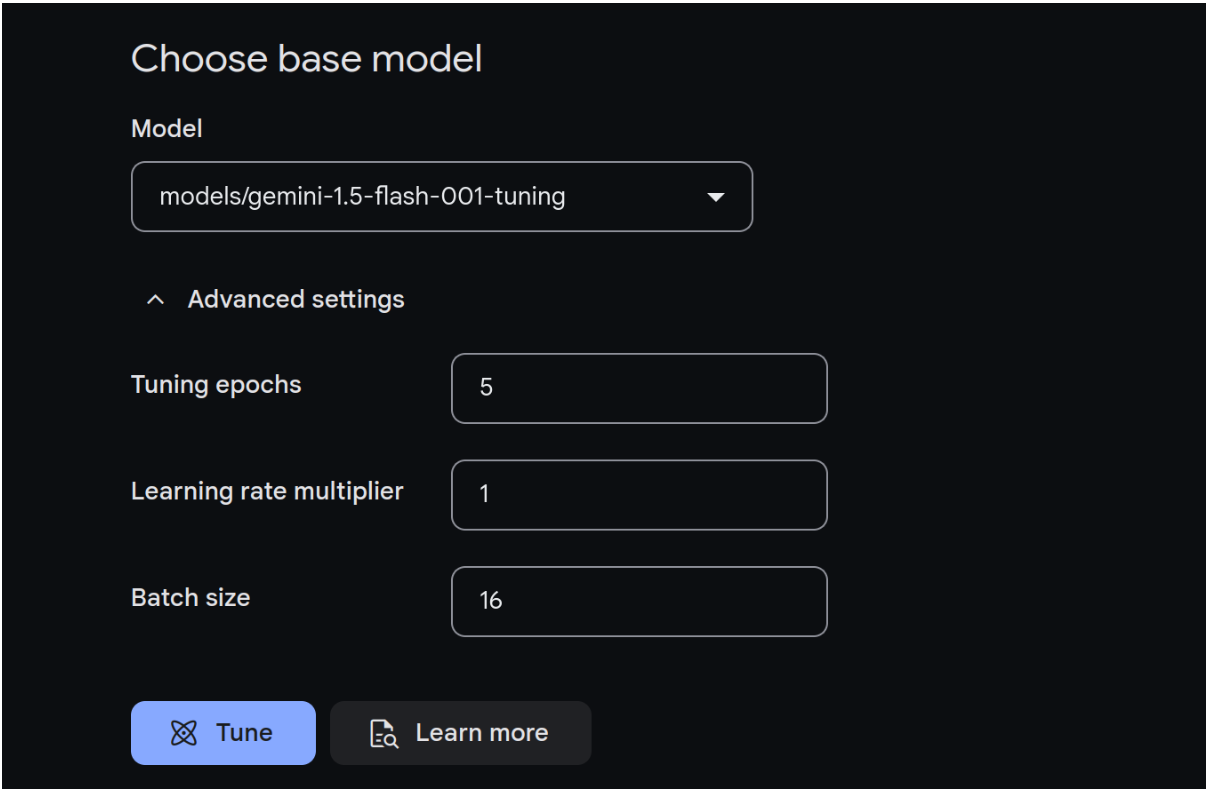 Choose base model
Model
models/gemini-1.5-flash-001-tuning
Advanced settings
Tuning epochs
5
Learning rate multiplier
1
Batch size
16
Tune
Learn more